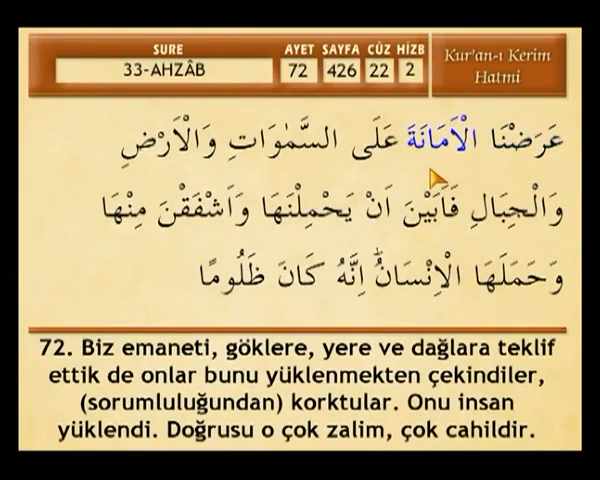 SURE AYET SAYFA CÜZ HİZB
33-AHZÂB 72 426 22 2
Kur'an-ı Kerim
Hatmi
عَرَضْنَا الْاَمَانَةَ عَلَى السَّمٰوَاتِ وَالْاَرْضِ
وَالْجِبَالِ فَاَبَيْنَ اَنْ يَحْمِلْنَهَا وَاَشْفَقْنَ مِنْهَا
وَحَمَلَهَا الْاِنْسَانُۜ اِنَّهُ كَانَ ظَلُومًا
72. Biz emaneti, göklere, yere ve dağlara teklif
ettik de onlar bunu yüklenmekten çekindiler,
(sorumluluğundan) korktular. Onu insan
yüklendi. Doğrusu o çok zalim, çok cahildir.